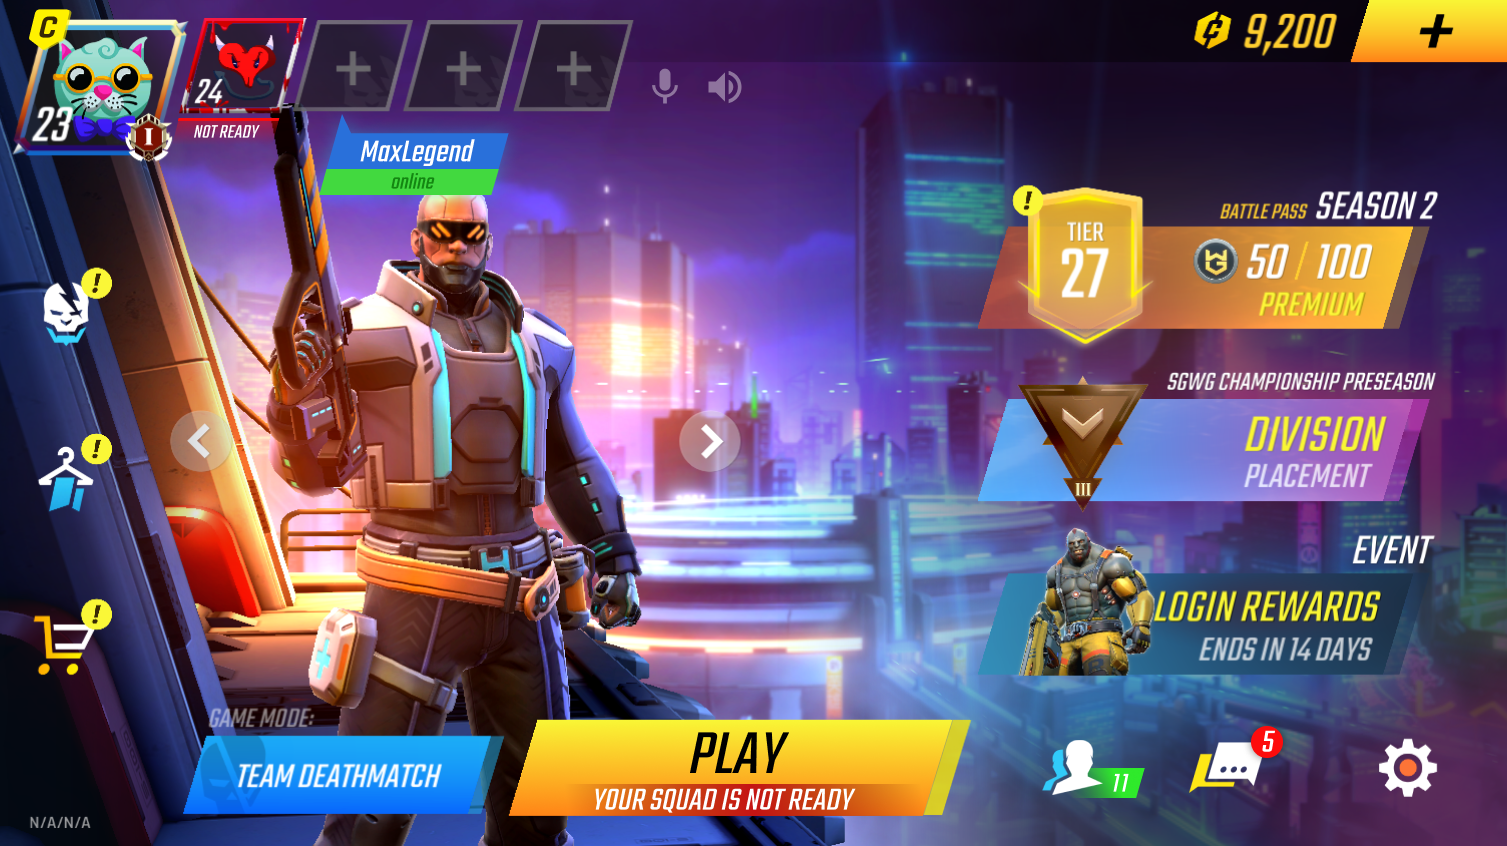 C
23
I
24
NOT READY
9,200
MaxLegend
online
BATTLE PASS SEASON 2
TIER
27
50 / 100
PREMIUM
SGWG CHAMPIONSHIP PRESEASON
DIVISION
PLACEMENT
III
EVENT
LOGIN REWARDS
ENDS IN 14 DAYS
GAME MODE:
TEAM DEATHMATCH
PLAY
YOUR SQUAD IS NOT READY
11
5
N/A/N/A